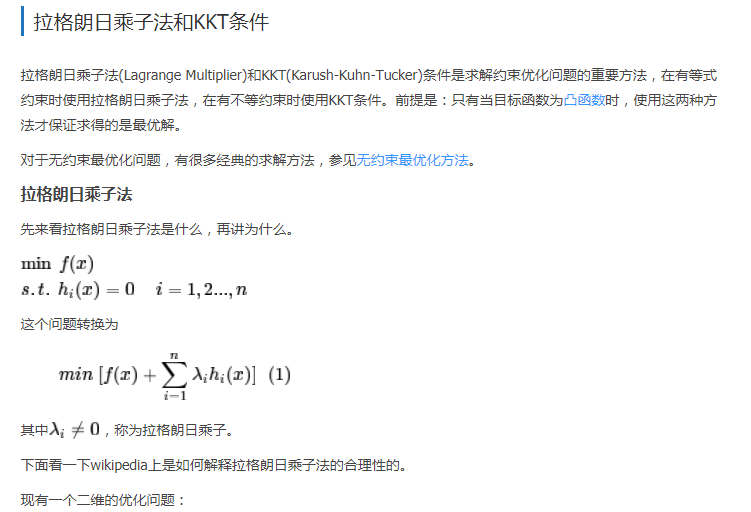 拉格朗日乘子法和KKT条件
拉格朗日乘子法(Lagrange Multiplier)和KKT(Karush-Kuhn-Tucker)条件是求解约束优化问题的重要方法，在有等式
约束时使用拉格朗日乘子法，在有不等约束时使用KKT条件。前提是：只有当目标函数为凸函数时，使用这两种方
法才保证求得的是最优解。
对于无约束最优化问题，有很多经典的求解方法，参见无约束最优化方法。
拉格朗日乘子法
先来看拉格朗日乘子法是什么，再讲为什么。
min f(x)
s.t. h_i(x) = 0 i = 1, 2..., n
这个问题转换为
min [f(x) + ∑_{i=1}^{n} λ_i h_i(x)] (1)
其中λ_i ≠ 0，称为拉格朗日乘子。
下面看一下wikipedia上是如何解释拉格朗日乘子法的合理性的。
现有一个二维的优化问题：